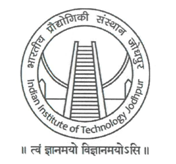 भारतीय प्रौद्योगिकी संस्थान जोधपुर
Indian Institute of Technology Jodhpur
॥ त्वं ज्ञानमयो विज्ञानमयोऽसि ॥